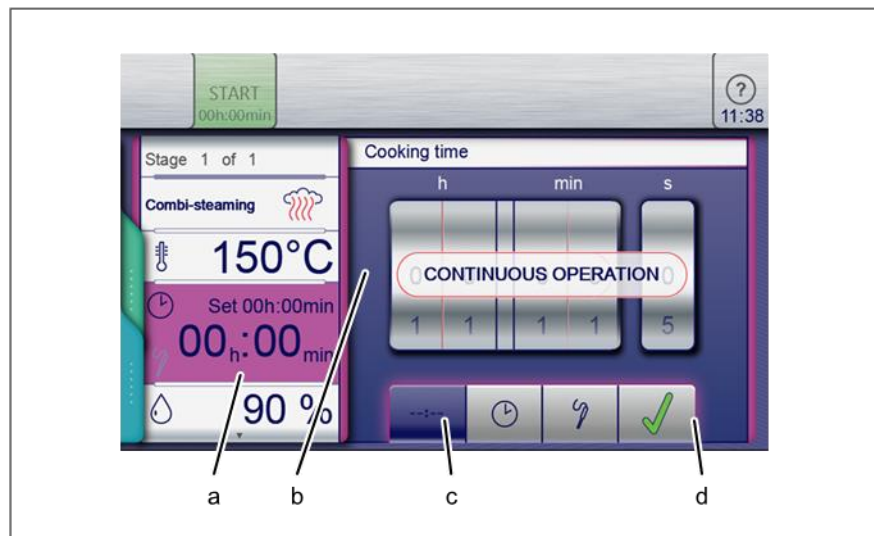 START
00h:00min
?
11:38
Stage 1 of 1
Cooking time
h min s
Combi-steaming
150°C
CONTINUOUS OPERATION
Set 00h:00min
00h:00min
1 1 1 1 5
90 %
--:--
a b c d